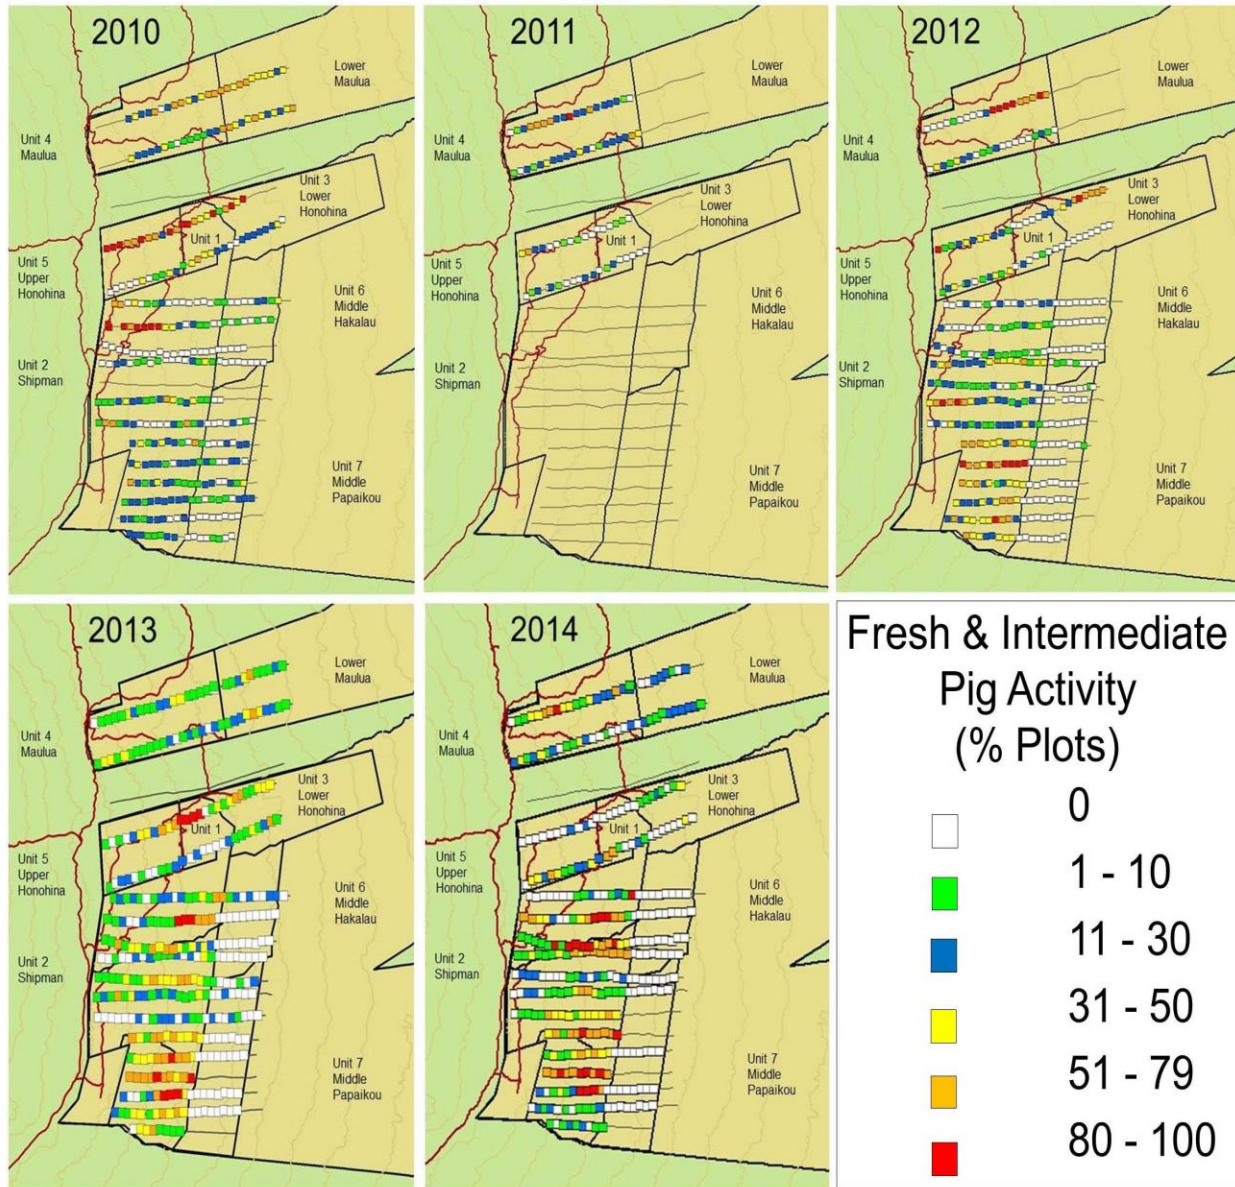 2010
Lower
Maulua
Unit 4
Maulua
Unit 3
Lower
Honohina
Unit 1
Unit 5
Upper
Honohina
Unit 6
Middle
Hakalau
Unit 2
Shipman
Unit 7
Middle
Papaikou
2011
Lower
Maulua
Unit 4
Maulua
Unit 3
Lower
Honohina
Unit 1
Unit 5
Upper
Honohina
Unit 6
Middle
Hakalau
Unit 2
Shipman
Unit 7
Middle
Papaikou
2012
Lower
Maulua
Unit 4
Maulua
Unit 3
Lower
Honohina
Unit 1
Unit 5
Upper
Honohina
Unit 6
Middle
Hakalau
Unit 2
Shipman
Unit 7
Middle
Papaikou
2013
Lower
Maulua
Unit 4
Maulua
Unit 3
Lower
Honohina
Unit 1
Unit 5
Upper
Honohina
Unit 6
Middle
Hakalau
Unit 2
Shipman
Unit 7
Middle
Papaikou
2014
Lower
Maulua
Unit 4
Maulua
Unit 3
Lower
Honohina
Unit 1
Unit 5
Upper
Honohina
Unit 6
Middle
Hakalau
Unit 2
Shipman
Unit 7
Middle
Papaikou
Fresh & Intermediate
Pig Activity
(% Plots)
0
1 - 10
11 - 30
31 - 50
51 - 79
80 - 100